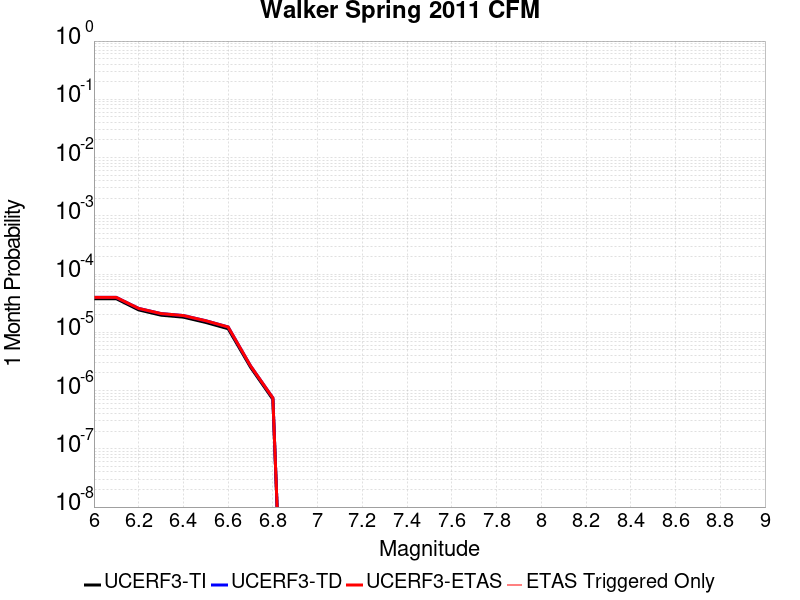 Walker Spring 2011 CFM
10^0
10^-1
10^-2
10^-3
10^-4
10^-5
10^-6
10^-7
10^-8
1 Month Probability
6 6.2 6.4 6.6 6.8 7 7.2 7.4 7.6 7.8 8 8.2 8.4 8.6 8.8 9
Magnitude
UCERF3-TI UCERF3-TD UCERF3-ETAS ETAS Triggered Only